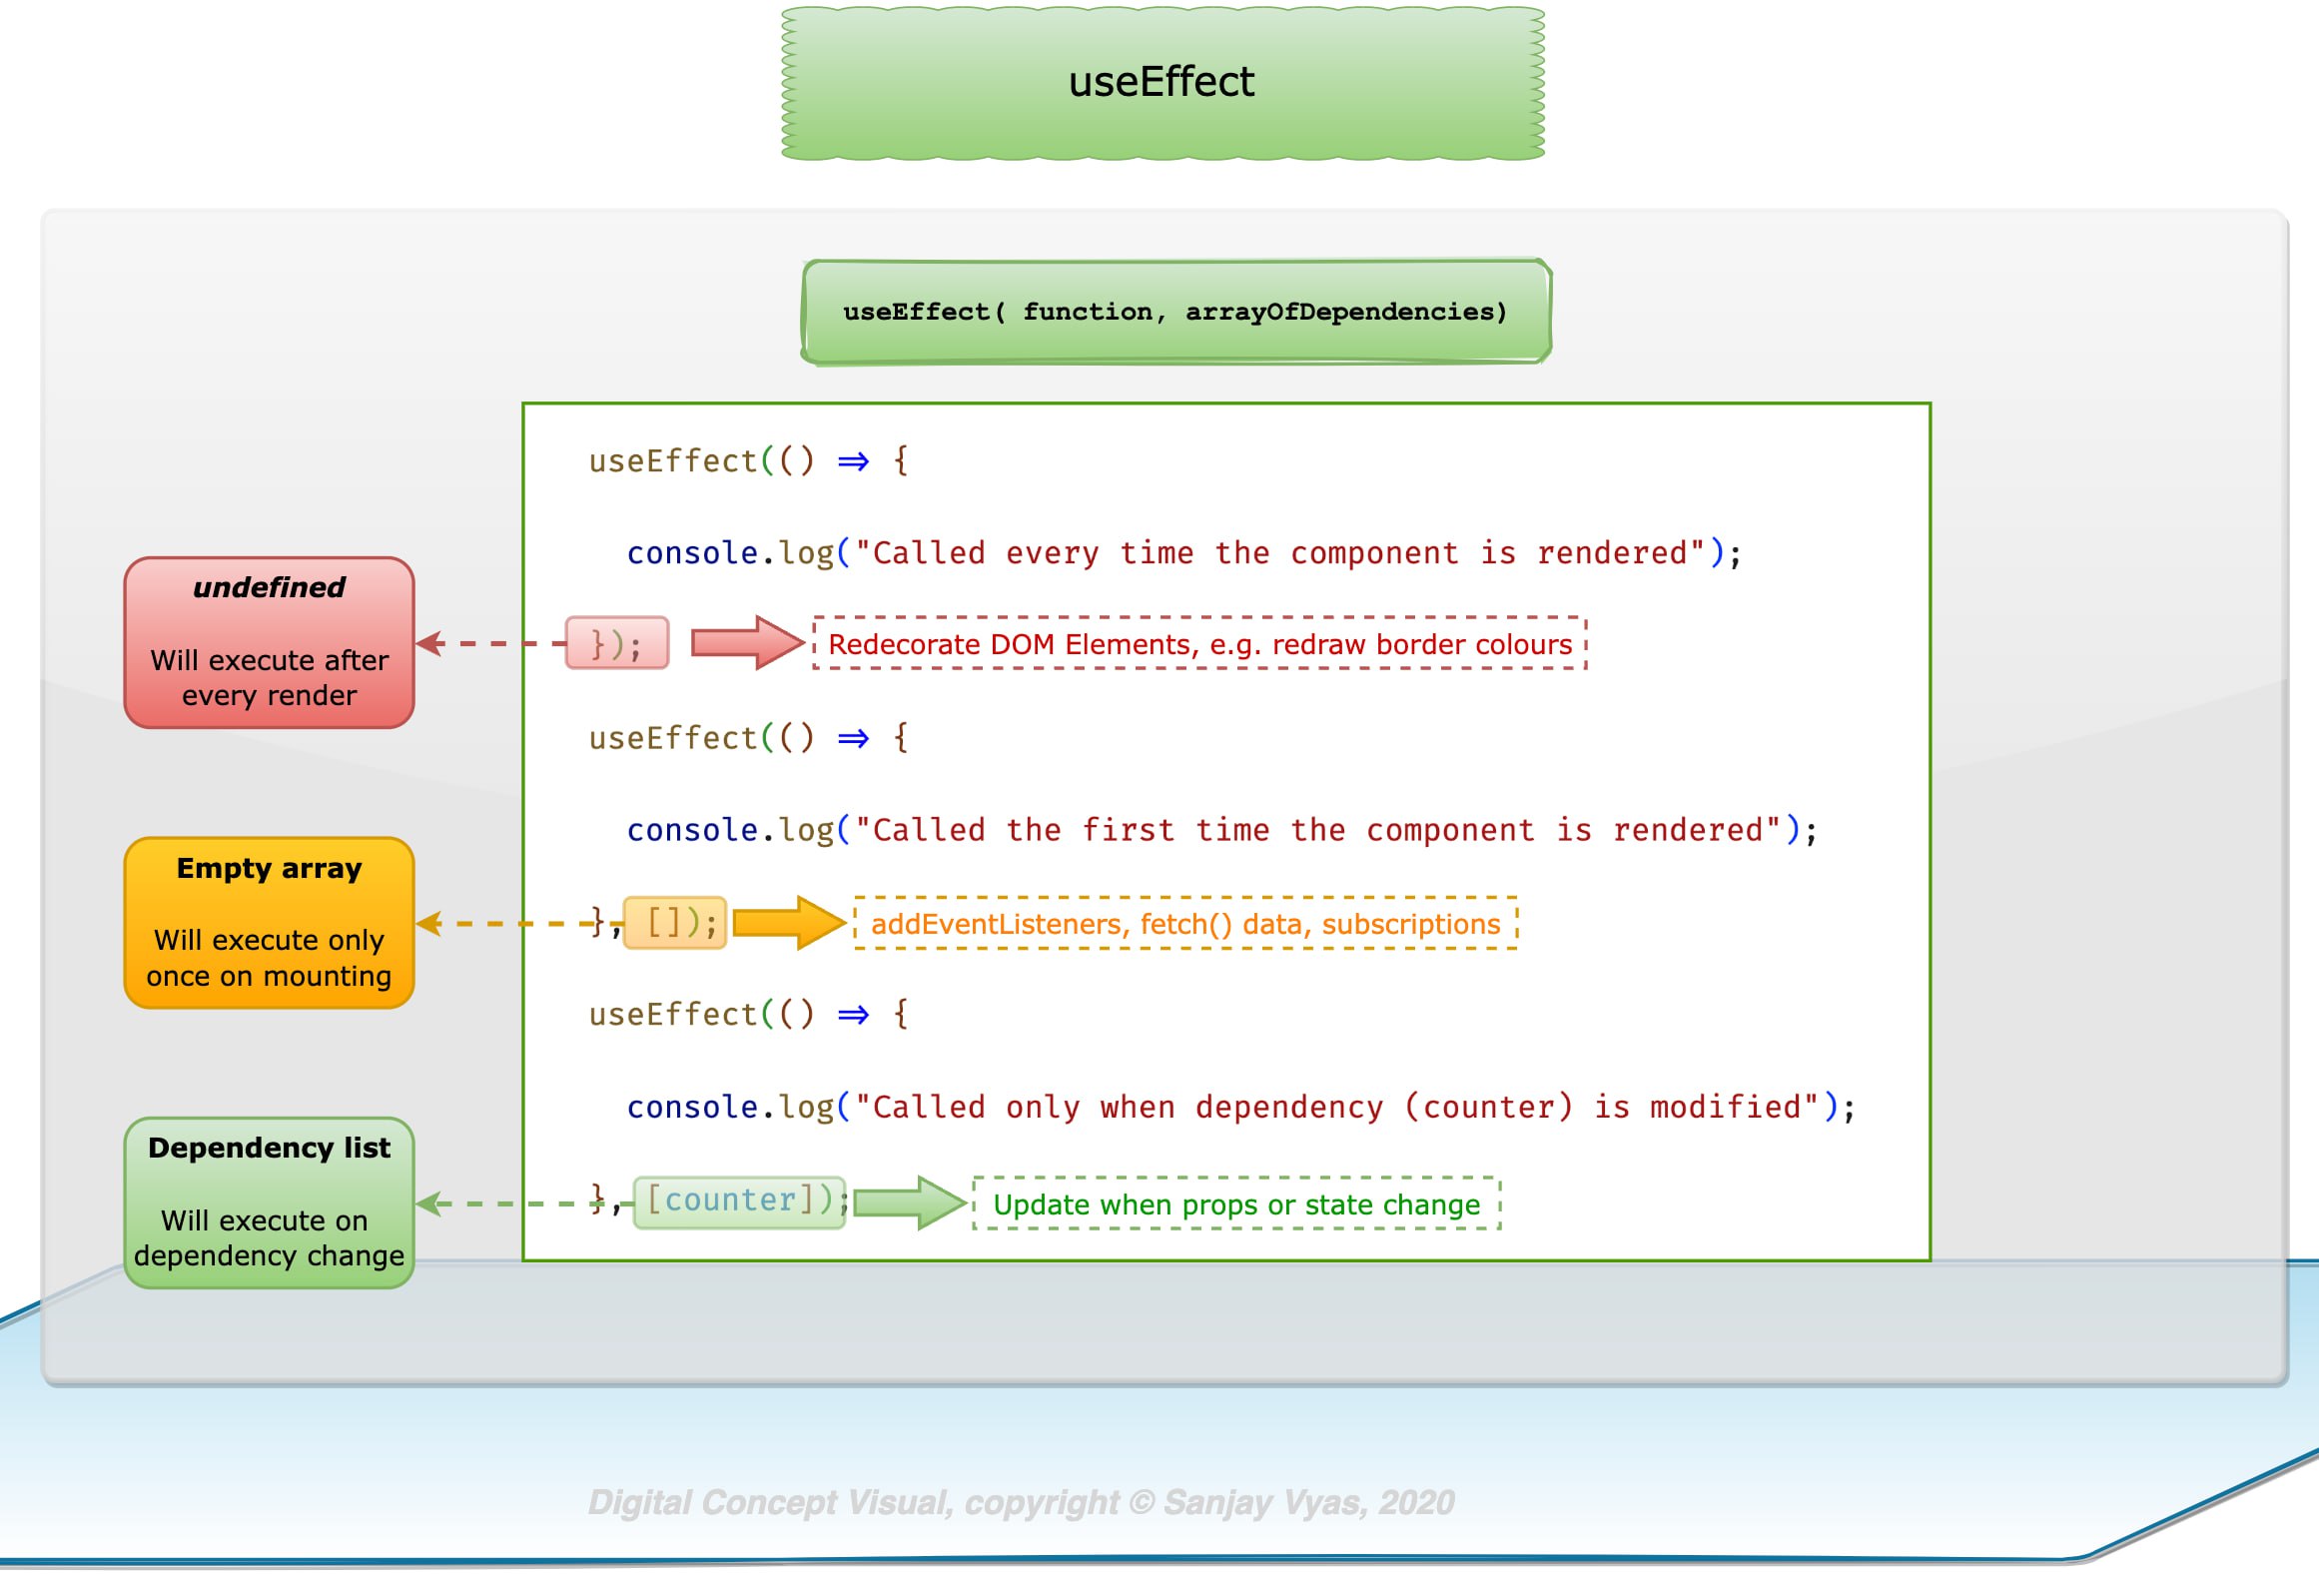 useEffect
useEffect( function, arrayOfDependencies)
useEffect(() ⇒ {
console.log("Called every time the component is rendered");
undefined
Will execute after
every render
});
Redecorate DOM Elements, e.g. redraw border colours
useEffect(() ⇒ {
console.log("Called the first time the component is rendered");
Empty array
Will execute only
once on mounting
}, []);
addEventListeners, fetch() data, subscriptions
useEffect(() ⇒ {
console.log("Called only when dependency (counter) is modified");
Dependency list
Will execute on
dependency change
}, [counter]);
Update when props or state change
Digital Concept Visual, copyright © Sanjay Vyas, 2020